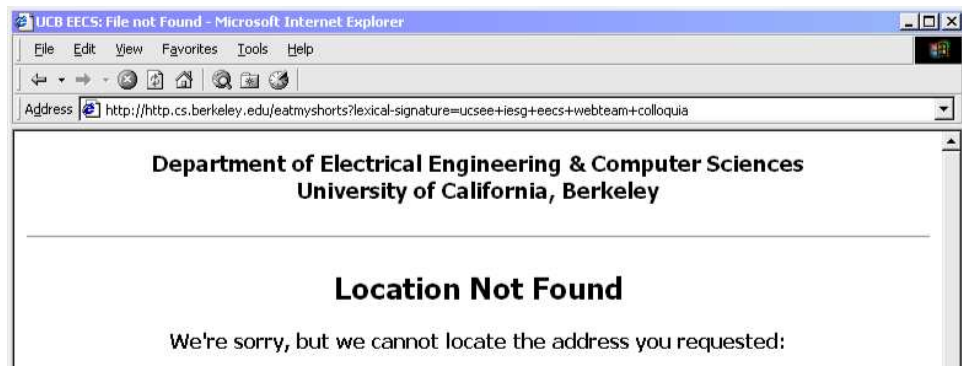 UCB EECS: File not Found - Microsoft Internet Explorer
File Edit View Favorites Tools Help
Address http://http.cs.berkeley.edu/eatmyshorts?lexical-signature=ucsee+iesg+eecs+webteam+colloquia
Department of Electrical Engineering & Computer Sciences
University of California, Berkeley
Location Not Found
We're sorry, but we cannot locate the address you requested: